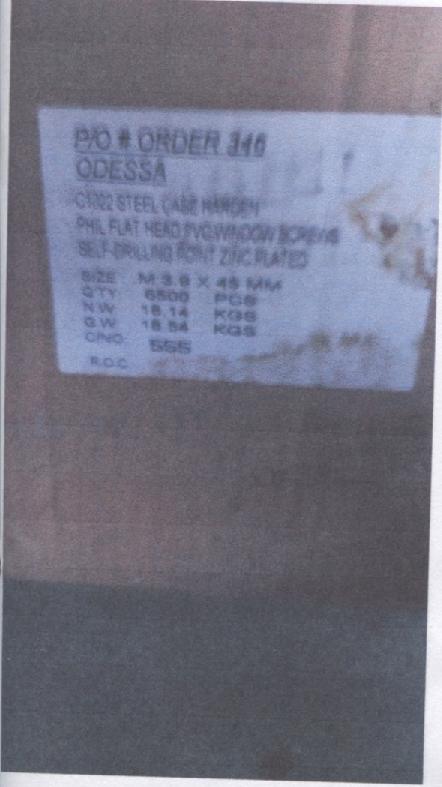 P/O # ORDER 346
ODESSA
C1022 STEEL CASE HARDEN
PHIL FLAT HEAD PVC WINDOW SCREWS
SELF-DRILLING POINT ZINC PLATED
SIZE M 3.9 X 45 MM
QTY 6500 PCS
N.W 18.14 KGS
G.W 18.54 KGS
C/NO. 555
R.O.C